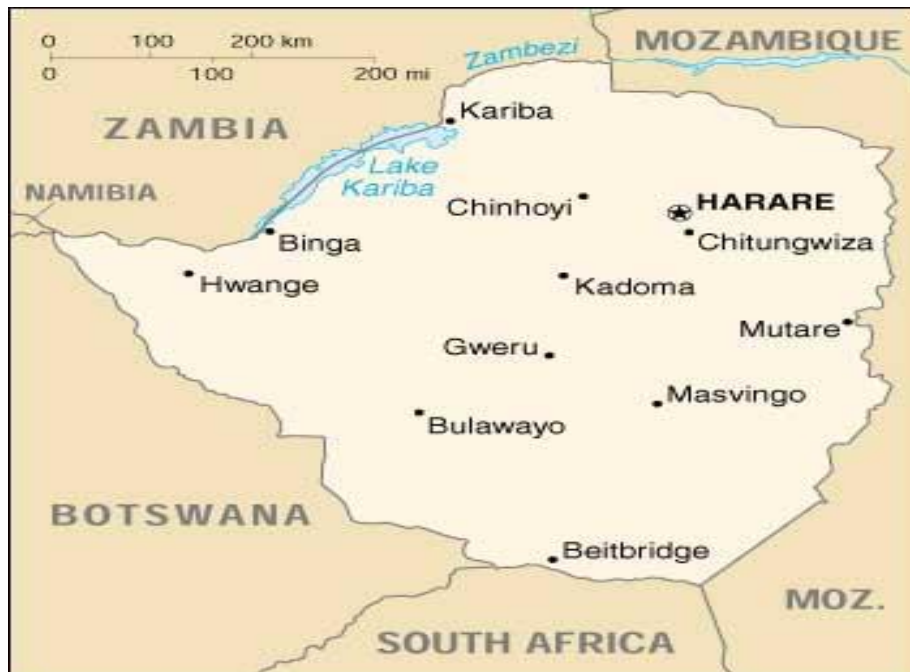 0 100 200 km
0 100 200 mi
Zambezi
MOZAMBIQUE
ZAMBIA
Kariba
Lake
Kariba
NAMIBIA
Chinhoyi
HARARE
Chitungwiza
Binga
Hwange
Kadoma
Mutare
Gweru
Masvingo
Bulawayo
BOTSWANA
Beitbridge
MOZ.
SOUTH AFRICA